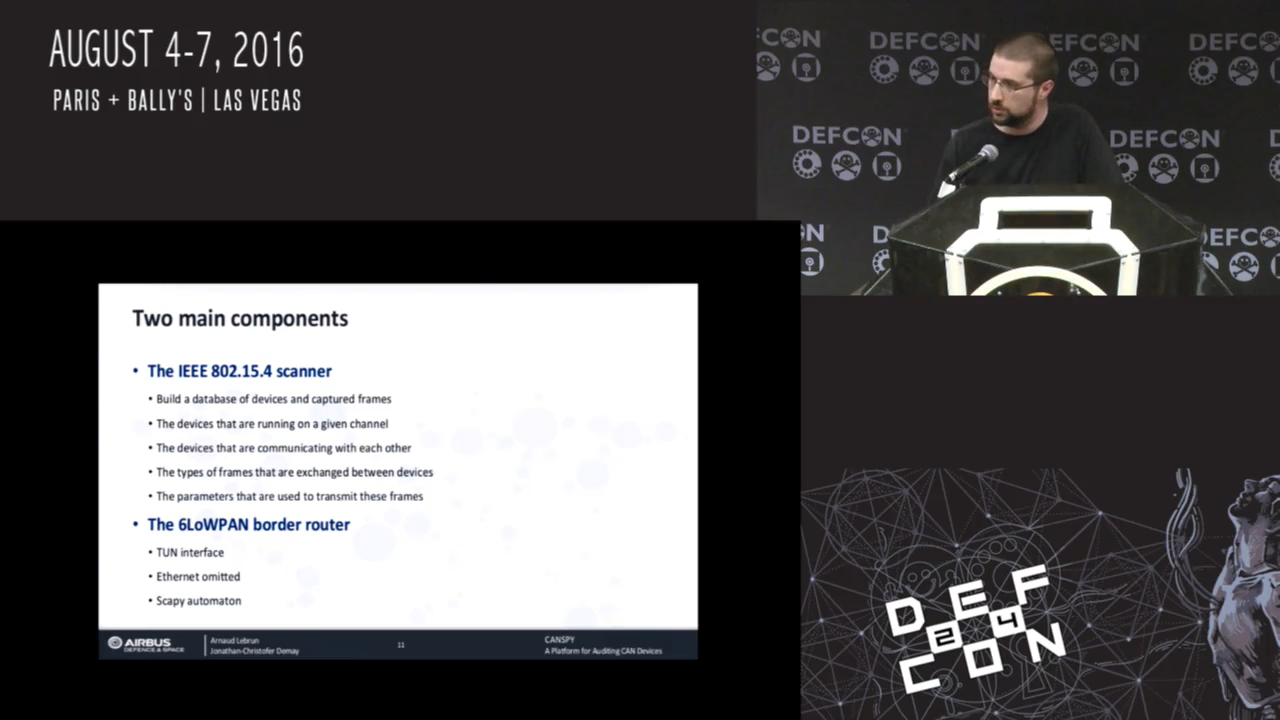 AUGUST 4-7, 2016
PARIS + BALLY'S | LAS VEGAS
DEFCON
DEFCON
DEFCON
DEFCON
Two main components
• The IEEE 802.15.4 scanner
• Build a database of devices and captured frames
• The devices that are running on a given channel
• The devices that are communicating with each other
• The types of frames that are exchanged between devices
• The parameters that are used to transmit these frames
• The 6LoWPAN border router
• TUN interface
• Ethernet omitted
• Scapy automaton
AIRBUS
DEFENCE & SPACE
Arnaud Lebrun
Jonathan-Christofer Demay
11
CANSPY
A Platform for Auditing CAN Devices
DEF
24
CON